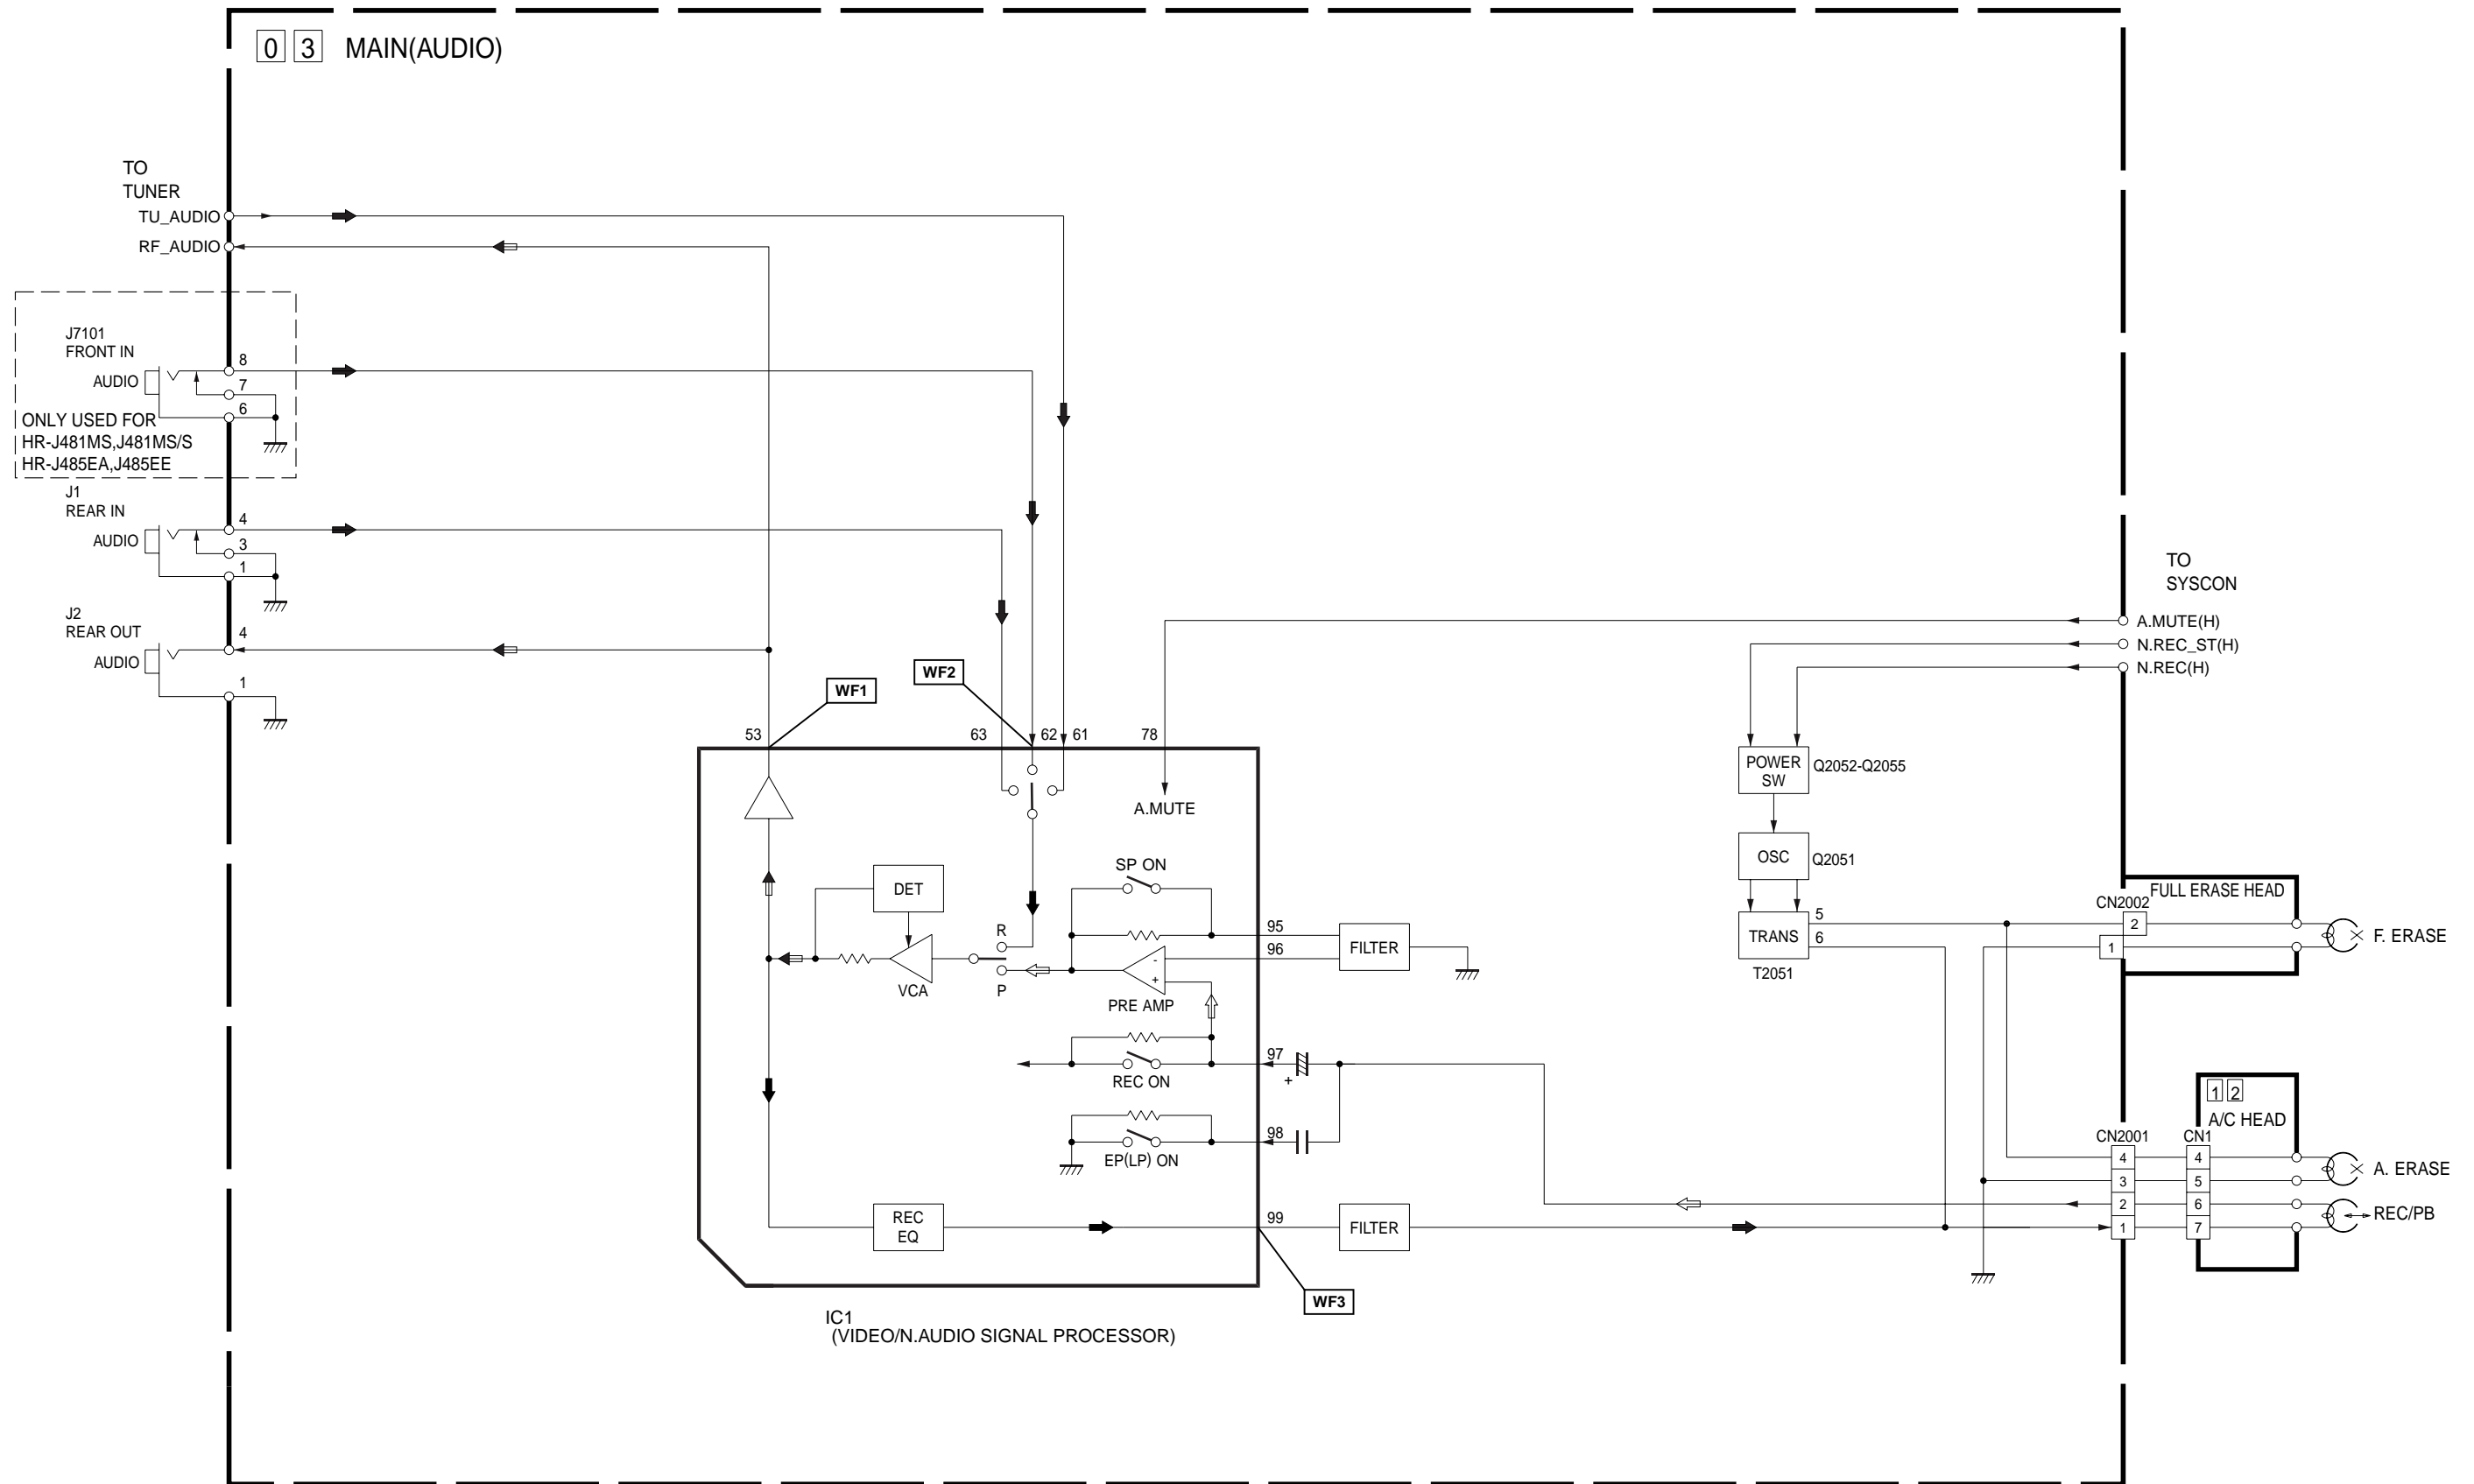 0 3 MAIN(AUDIO)
TO
TUNER
TU_AUDIO
RF_AUDIO
J7101
FRONT IN
AUDIO
8
7
6
ONLY USED FOR
HR-J481MS,J481MS/S
HR-J485EA,J485EE
J1
REAR IN
AUDIO
4
3
1
J2
REAR OUT
AUDIO
4
1
TO
SYSCON
A.MUTE(H)
N.REC_ST(H)
N.REC(H)
WF1
WF2
53
63
62
61
78
A.MUTE
POWER
SW
Q2052-Q2055
OSC
Q2051
TRANS
T2051
5
6
SP ON
DET
VCA
R
P
-
+
PRE AMP
95
96
FILTER
REC ON
97
+
EP(LP) ON
98
REC
EQ
99
FILTER
WF3
IC1
(VIDEO/N.AUDIO SIGNAL PROCESSOR)
FULL ERASE HEAD
CN2002
2
1
F. ERASE
1 2
A/C HEAD
CN2001
CN1
4 4
3 5
2 6
1 7
A. ERASE
REC/PB